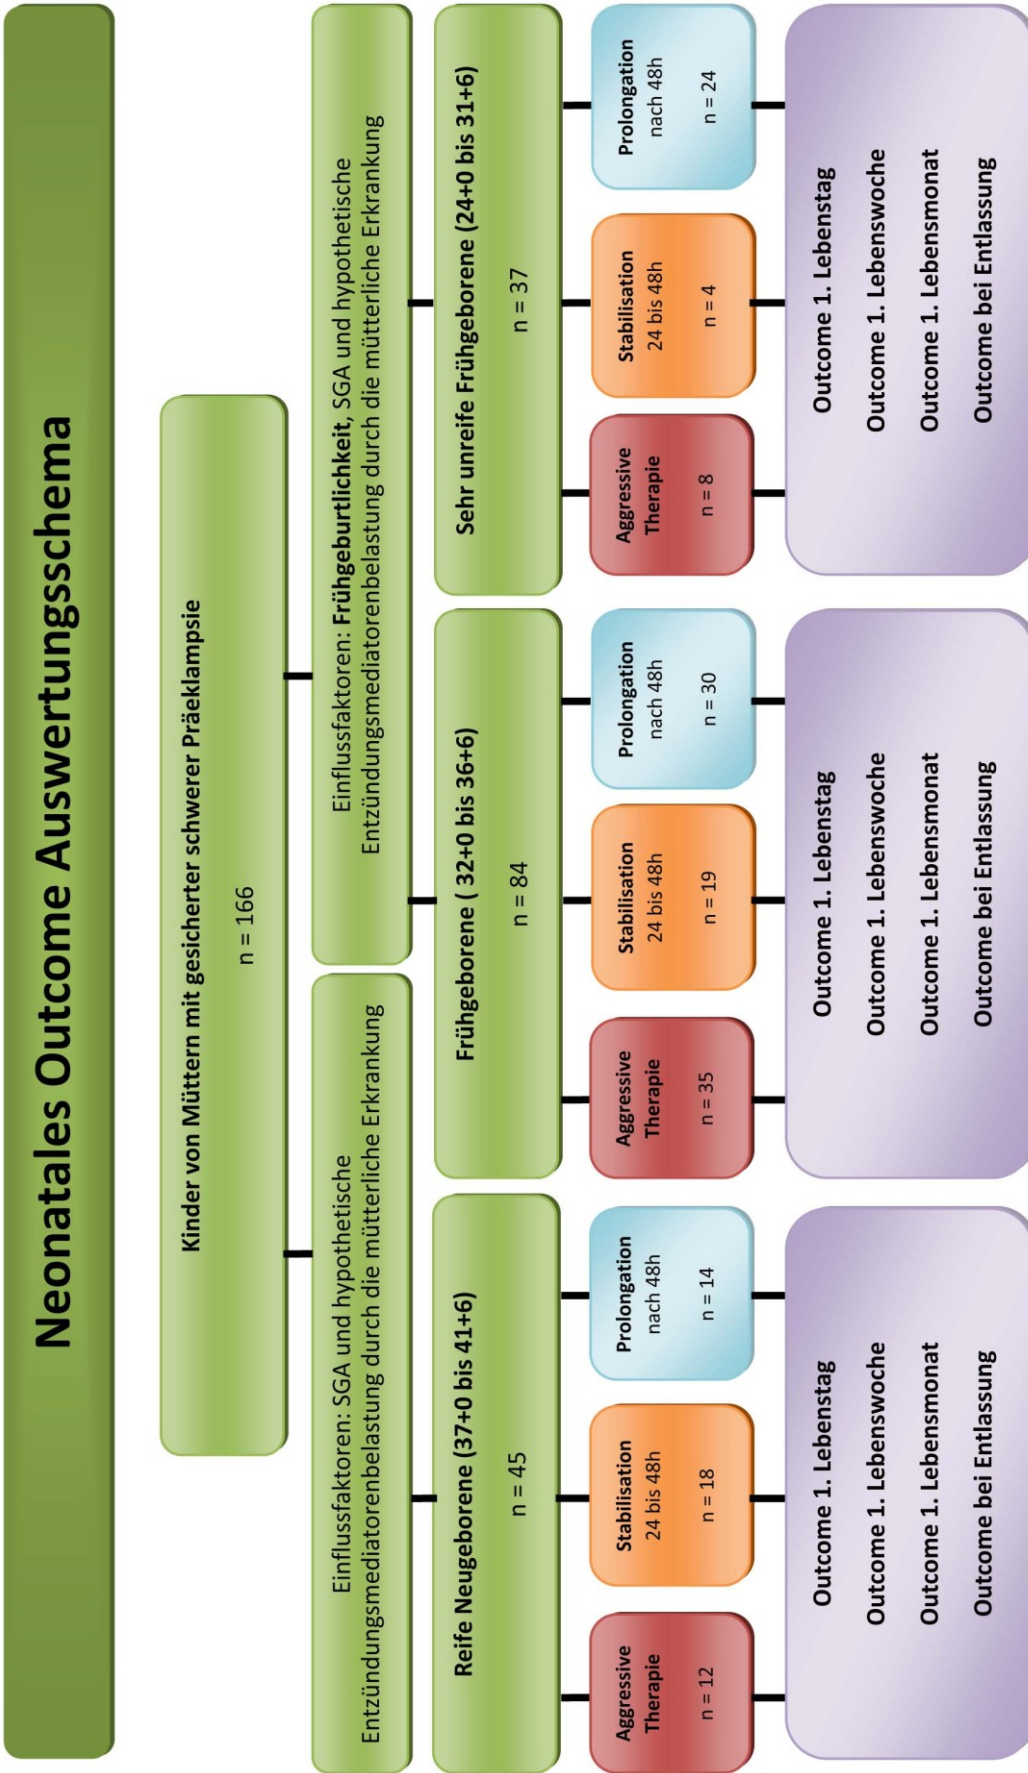 Neonatales Outcome Auswertungsschema
Kinder von Müttern mit gesicherter schwerer Präeklampsie
n = 166
Einflussfaktoren: SGA und hypothetische
Entzündungsmediatorenbelastung durch die mütterliche Erkrankung
Einflussfaktoren: Frühgeburtlichkeit, SGA und hypothetische
Entzündungsmediatorenbelastung durch die mütterliche Erkrankung
Reife Neugeborene (37+0 bis 41+6)
n = 45
Frühgeborene ( 32+0 bis 36+6)
n = 84
Sehr unreife Frühgeborene (24+0 bis 31+6)
n = 37
Aggressive
Therapie
n = 12
Stabilisation
24 bis 48h
n = 18
Prolongation
nach 48h
n = 14
Aggressive
Therapie
n = 35
Stabilisation
24 bis 48h
n = 19
Prolongation
nach 48h
n = 30
Aggressive
Therapie
n = 8
Stabilisation
24 bis 48h
n = 4
Prolongation
nach 48h
n = 24
Outcome 1. Lebenstag
Outcome 1. Lebenswoche
Outcome 1. Lebensmonat
Outcome bei Entlassung
Outcome 1. Lebenstag
Outcome 1. Lebenswoche
Outcome 1. Lebensmonat
Outcome bei Entlassung
Outcome 1. Lebenstag
Outcome 1. Lebenswoche
Outcome 1. Lebensmonat
Outcome bei Entlassung